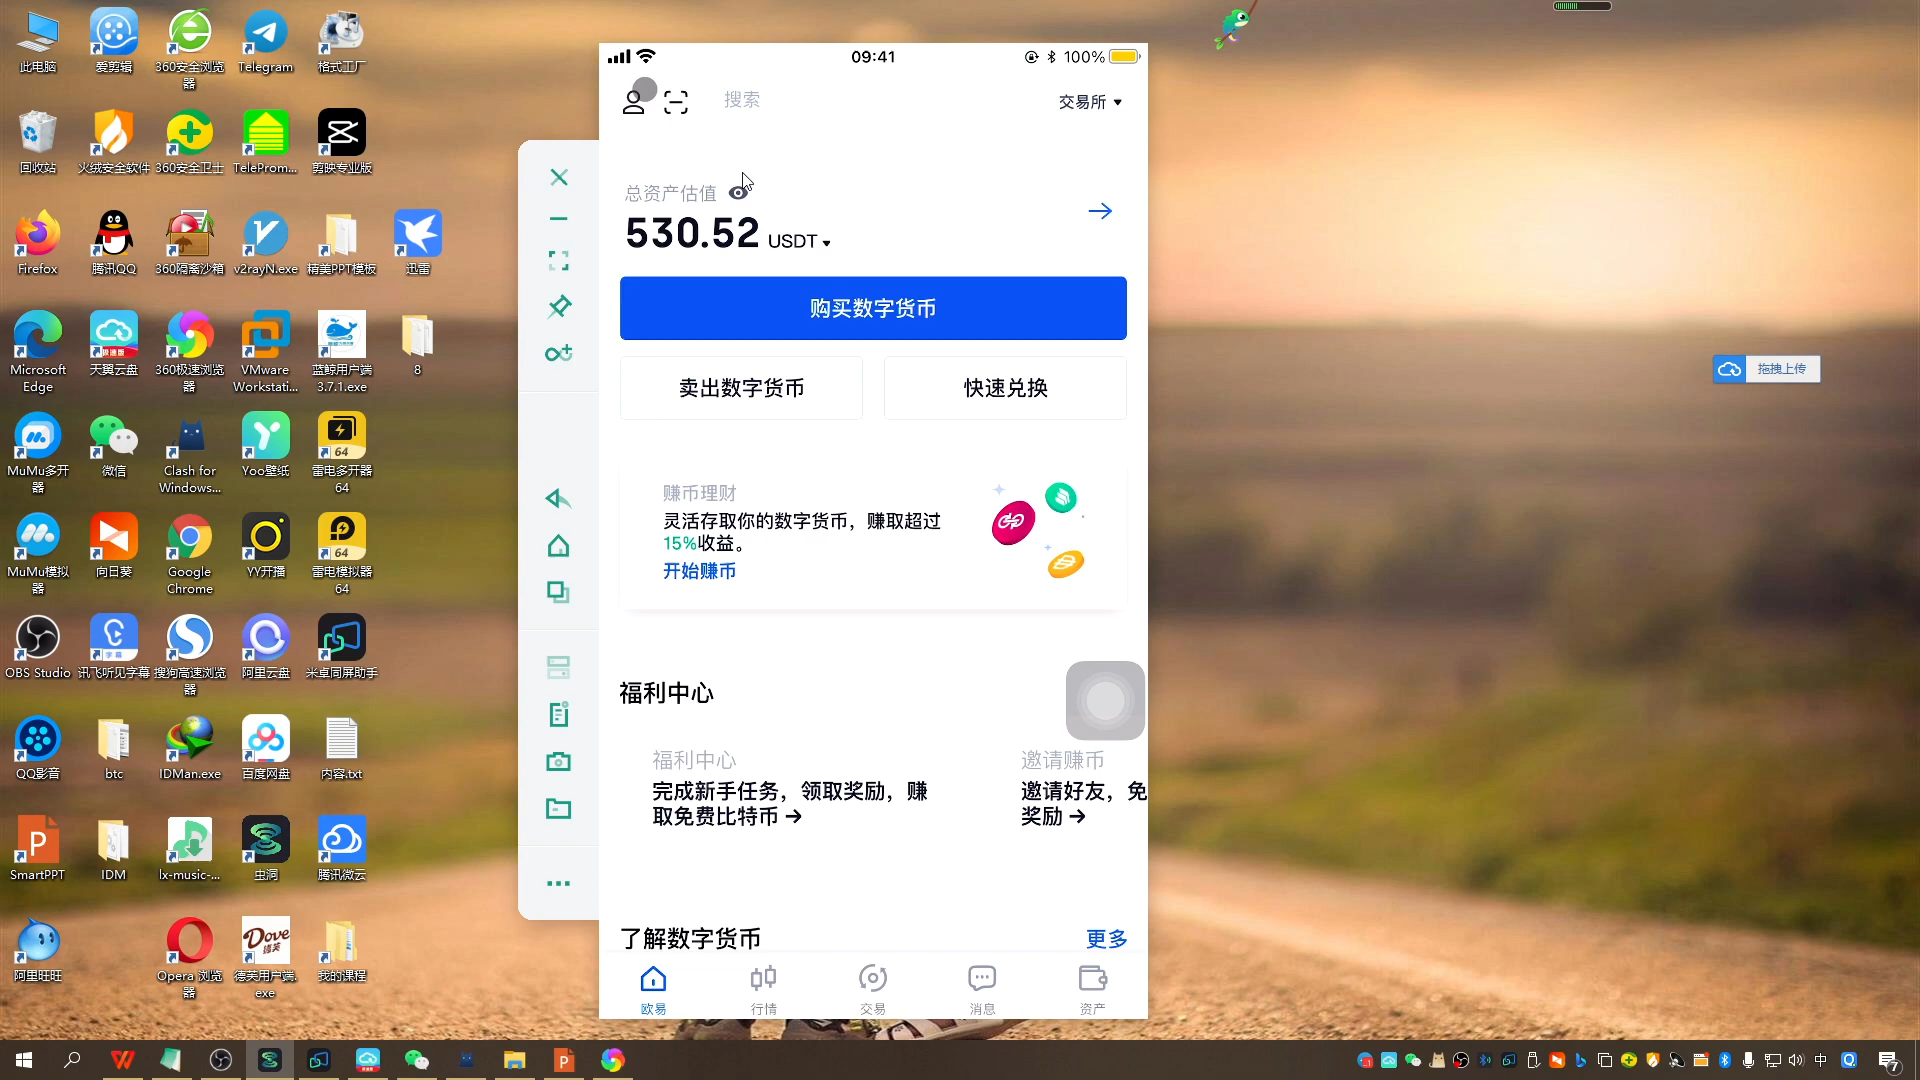 此电脑
爱剪辑
360安全浏览器
Telegram
格式工厂
回收站
火绒安全软件
360安全卫士
TeleProm...
剪映专业版
Firefox
腾讯QQ
360隔离沙箱
v2rayN.exe
精美PPT模板
迅雷
Microsoft Edge
天翼云盘
360极速浏览器
VMware Workstati...
蓝鲸用户端 3.7.1.exe
8
MuMu多开器
微信
Clash for Windows...
Yoo壁纸
雷电多开器 64
MuMu模拟器
向日葵
Google Chrome
YY开播
雷电模拟器 64
OBS Studio
讯飞听见字幕
搜狗高速浏览器
阿里云盘
米卓同屏助手
QQ影音
btc
IDMan.exe
百度网盘
内容.txt
SmartPPT
IDM
lx-music-...
虫洞
腾讯微云
阿里旺旺
Opera 浏览器
德芙用户端.exe
我的课程
09:41
100%
搜索
交易所
总资产估值
530.52 USDT
购买数字货币
卖出数字货币
快速兑换
赚币理财
灵活存取你的数字货币，赚取超过
15%收益。
开始赚币
福利中心
福利中心
完成新手任务，领取奖励，赚
取免费比特币 →
邀请赚币
邀请好友，免
奖励 →
了解数字货币
更多
欧易
行情
交易
消息
资产
拖拽上传
中
7